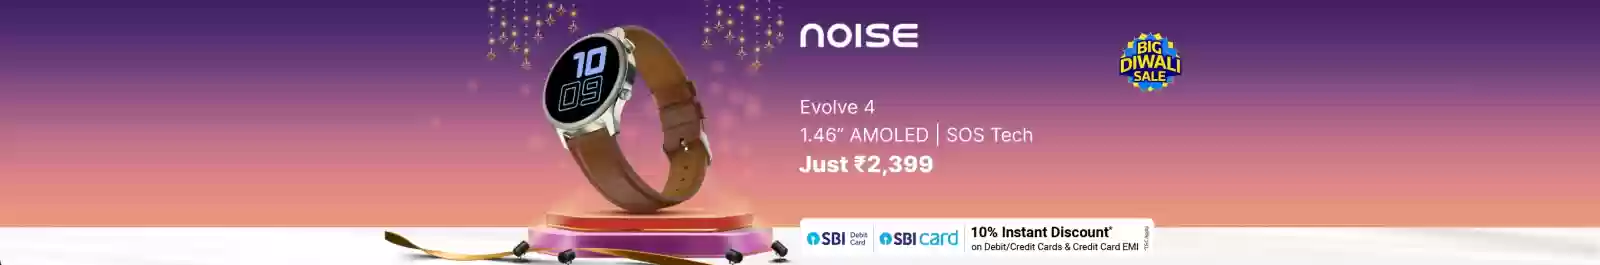 10
09
NOISE
BIG
DIWALI
SALE
Evolve 4
1.46” AMOLED | SOS Tech
Just ₹2,399
SBI Debit Card
SBI card
10% Instant Discount*
on Debit/Credit Cards & Credit Card EMI
*T&C Apply